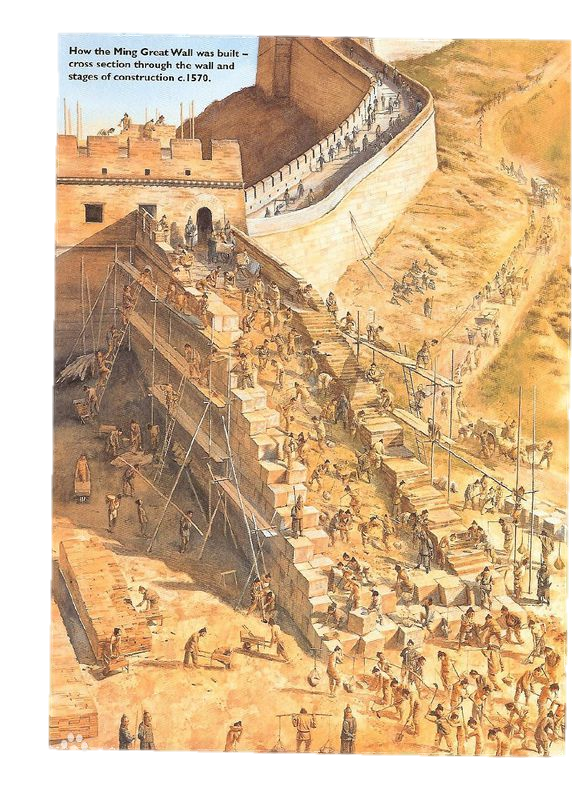 How the Ming Great Wall was built –
cross section through the wall and
stages of construction c.1570.